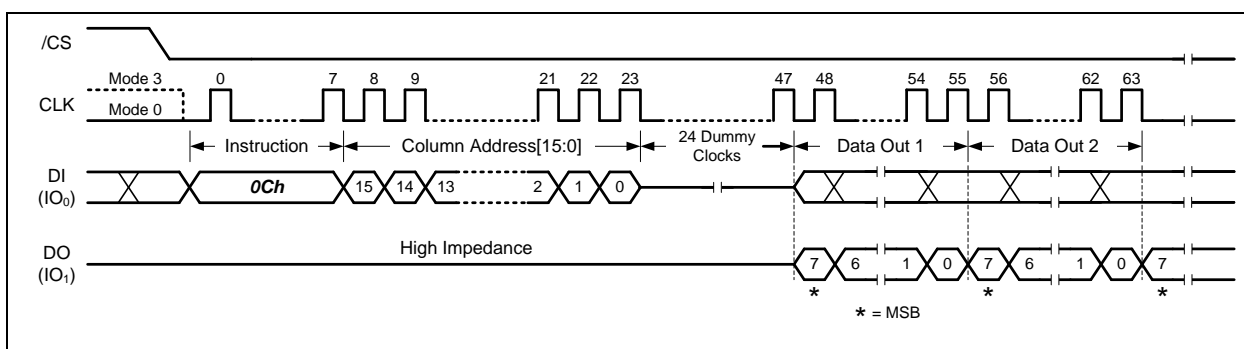 /CS
Mode 3 0 7 8 9 21 22 23 47 48 54 55 56 62 63
CLK Mode 0
Instruction Column Address[15:0] 24 Dummy Clocks Data Out 1 Data Out 2
DI
(IO0) 0Ch 15 14 13 2 1 0
High Impedance
DO
(IO1) 7 6 1 0 7 6 1 0 7
* * *
* = MSB